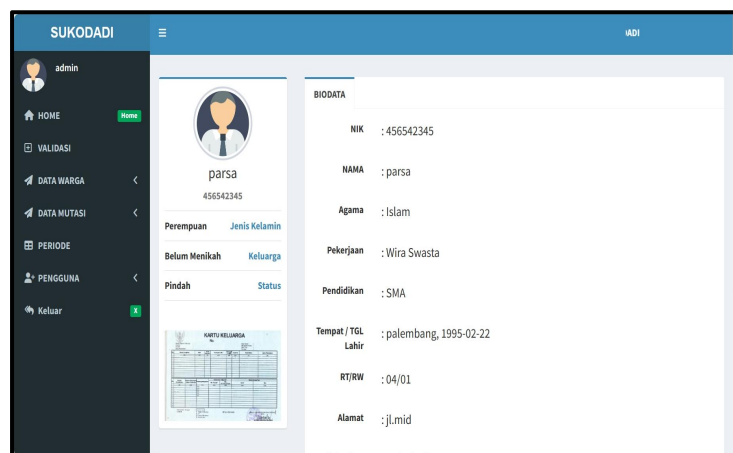 SUKODADI
ADI
admin
HOME Home
VALIDASI
DATA WARGA
DATA MUTASI
PERIODE
PENGGUNA
Keluar X
parsa
456542345
Perempuan Jenis Kelamin
Belum Menikah Keluarga
Pindah Status
KARTU KELUARGA
No.
BIODATA
NIK : 456542345
NAMA : parsa
Agama : Islam
Pekerjaan : Wira Swasta
Pendidikan : SMA
Tempat / TGL
Lahir : palembang, 1995-02-22
RT/RW : 04/01
Alamat : jl.mid